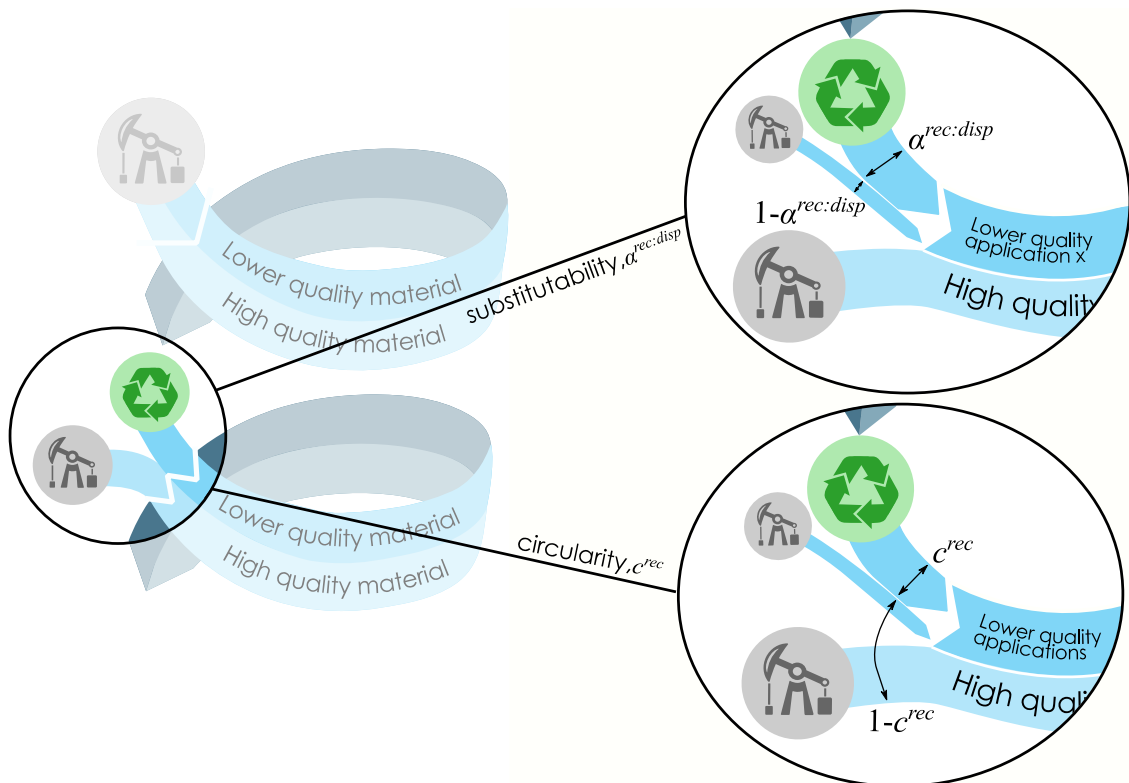 Lower quality material
High quality material
substitutability, α^rec:disp
α^rec:disp
1-α^rec:disp
Lower quality
application x
High quality
Lower quality material
High quality material
circularity, c^rec
c^rec
Lower quality
applications
High quali
1-c^rec